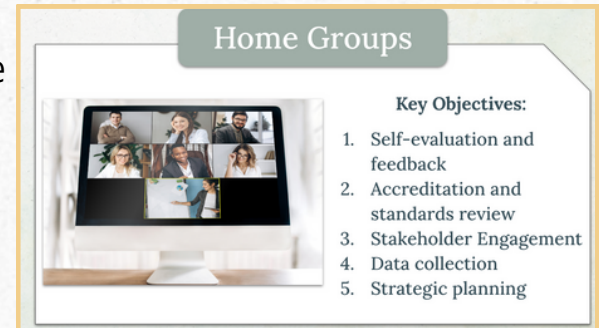 Home Groups
e
Key Objectives:
1. Self-evaluation and
feedback
2. Accreditation and
standards review
3. Stakeholder Engagement
4. Data collection
5. Strategic planning